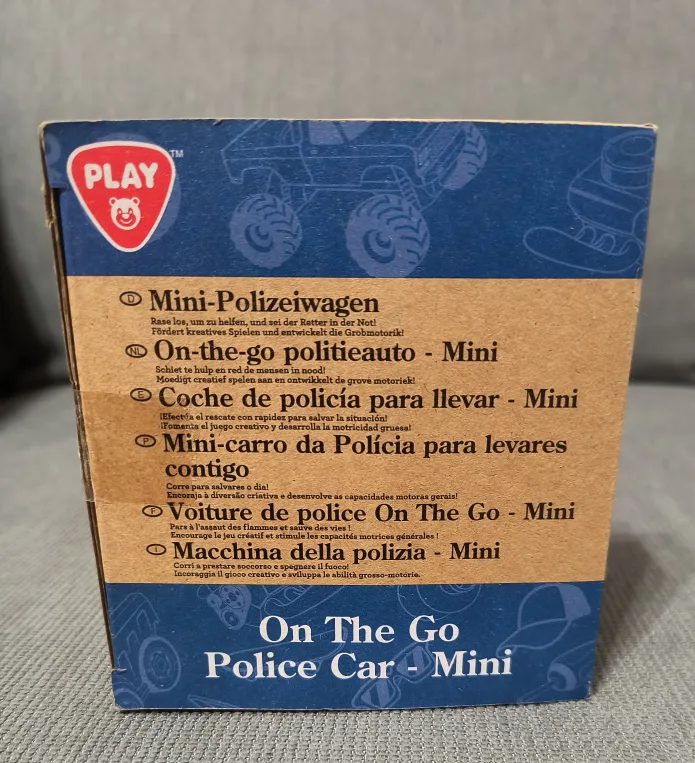 PLAY
TM
D Mini-Polizeiwagen
Rase los, um zu helfen, und sei der Retter in der Not!
Fördert kreatives Spielen und entwickelt die Grobmotorik!
NL On-the-go politieauto - Mini
Schiet te hulp en red de mensen in nood!
Moedigt creatief spelen aan en ontwikkelt de grove motoriek!
E Coche de policía para llevar - Mini
¡Efectúa el rescate con rapidez para salvar la situación!
¡Fomenta el juego creativo y desarrolla la motricidad gruesa!
P Mini-carro da Polícia para levares
contigo
Corre para salvares o dia!
Encoraja à diversão criativa e desenvolve as capacidades motoras gerais!
F Voiture de police On The Go - Mini
Pars à l'assaut des flammes et sauve des vies !
Encourage le jeu créatif et stimule les capacités motrices générales !
I Macchina della polizia - Mini
Corri a prestare soccorso e spegnere il fuoco!
Incoraggia il gioco creativo e sviluppa le abilità grosso-motorie.
On The Go
Police Car - Mini